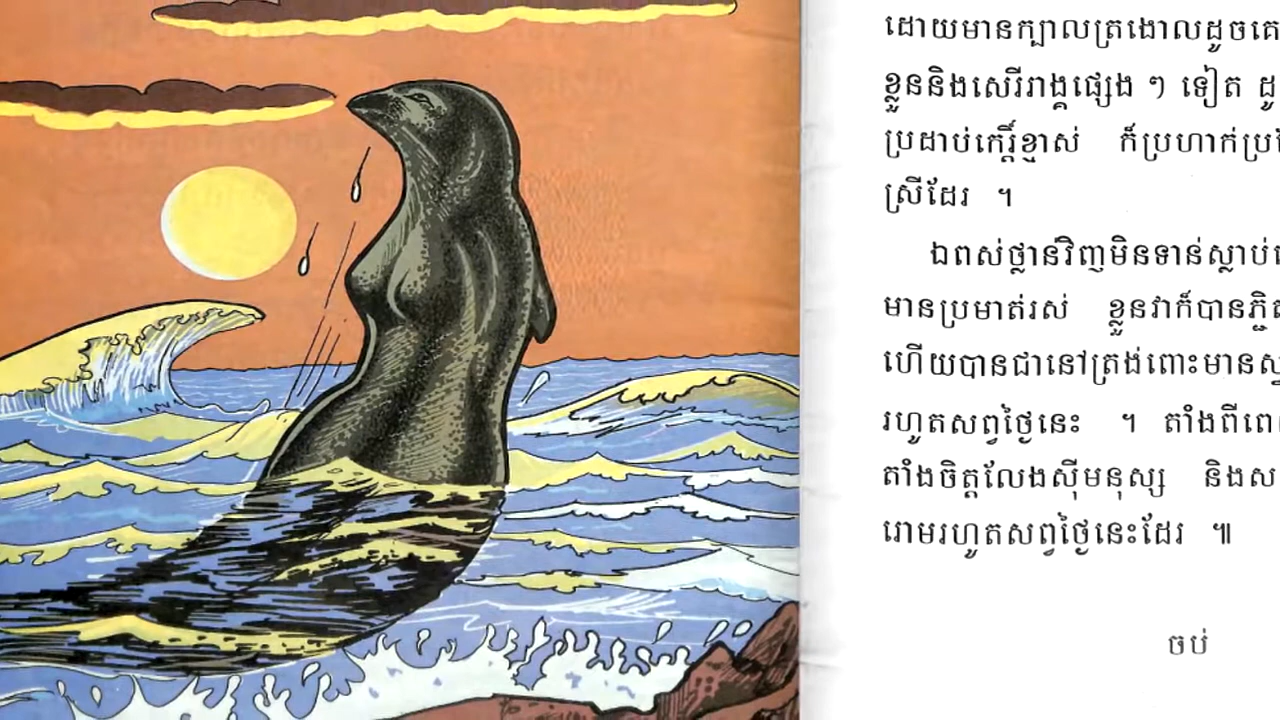 ដោយមានក្បាលត្រងោលដូចគេ
ខ្លួននិងសេរីរាង្គផ្សេង ៗ ទៀត ដូ
ប្រដាប់កេរ្តិ៍ខ្មាស់ ក៏ប្រហាក់ប្រ
ស្រីដែរ ។
ឯពស់ថ្លាន់វិញមិនទាន់ស្លាប់
មានប្រមាត់រស់ ខ្លួនវាក៏បានភ្ជិត
ហើយបានជានៅត្រង់ពោះមាន
រហូតសព្វថ្ងៃនេះ ។ តាំងពី
តាំងចិត្តលែងស៊ីមនុស្ស និងស
រោមរហូតសព្វថ្ងៃនេះដែរ ៕
ចប់